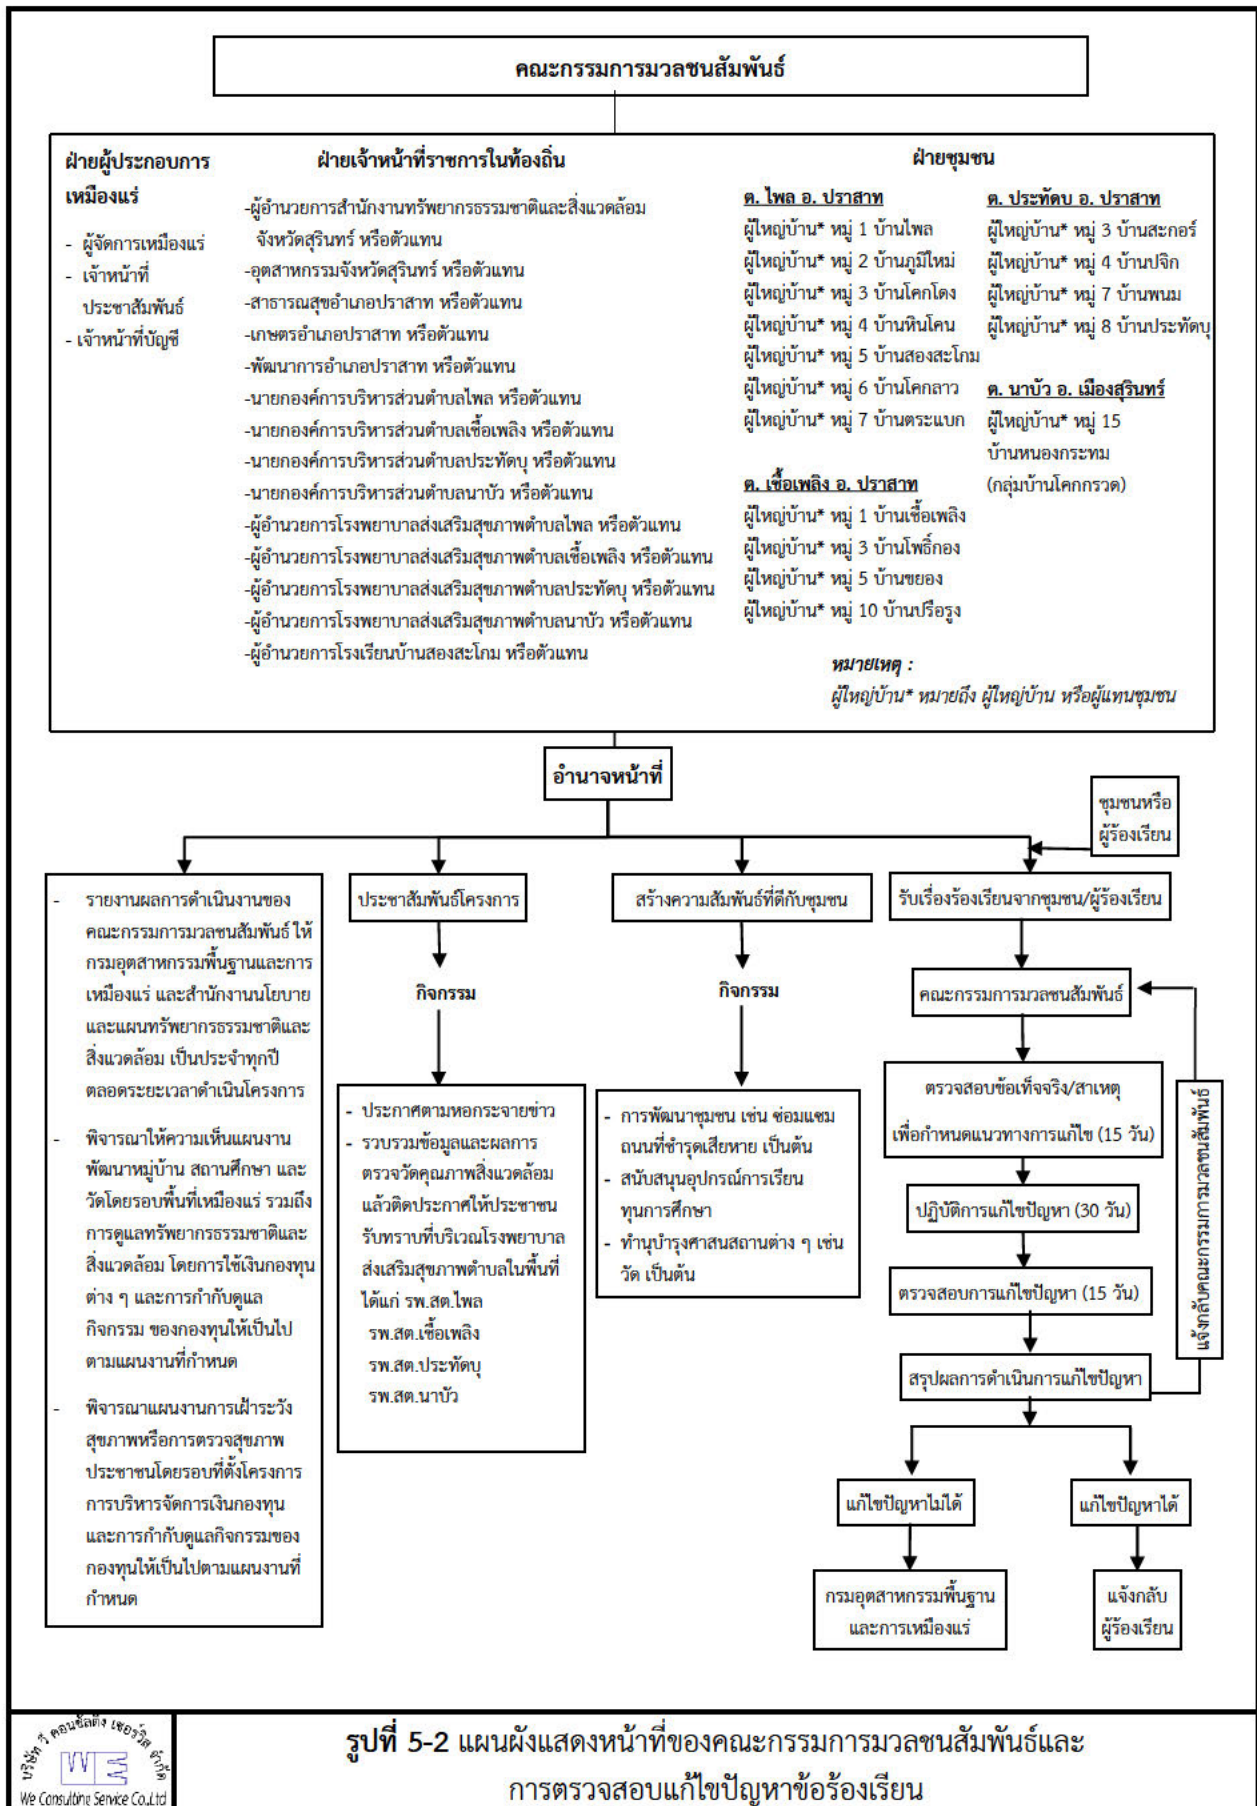 คณะกรรมการมวลชนสัมพันธ์
ฝ่ายผู้ประกอบการ
เหมืองแร่
- ผู้จัดการเหมืองแร่
- เจ้าหน้าที่
ประชาสัมพันธ์
- เจ้าหน้าที่บัญชี
ฝ่ายเจ้าหน้าที่ราชการในท้องถิ่น
-ผู้อำนวยการสำนักงานทรัพยากรธรรมชาติและสิ่งแวดล้อม
จังหวัดสุรินทร์ หรือตัวแทน
-อุตสาหกรรมจังหวัดสุรินทร์ หรือตัวแทน
-สาธารณสุขอำเภอปราสาท หรือตัวแทน
-เกษตรอำเภอปราสาท หรือตัวแทน
-พัฒนาการอำเภอปราสาท หรือตัวแทน
-นายกองค์การบริหารส่วนตำบลไพล หรือตัวแทน
-นายกองค์การบริหารส่วนตำบลเชื้อเพลิง หรือตัวแทน
-นายกองค์การบริหารส่วนตำบลประทัดบุ หรือตัวแทน
-นายกองค์การบริหารส่วนตำบลนาบัว หรือตัวแทน
-ผู้อำนวยการโรงพยาบาลส่งเสริมสุขภาพตำบลไพล หรือตัวแทน
-ผู้อำนวยการโรงพยาบาลส่งเสริมสุขภาพตำบลเชื้อเพลิง หรือตัวแทน
-ผู้อำนวยการโรงพยาบาลส่งเสริมสุขภาพตำบลประทัดบุ หรือตัวแทน
-ผู้อำนวยการโรงพยาบาลส่งเสริมสุขภาพตำบลนาบัว หรือตัวแทน
-ผู้อำนวยการโรงเรียนบ้านสองสะโกม หรือตัวแทน
ฝ่ายชุมชน
ต. ไพล อ. ปราสาท
ผู้ใหญ่บ้าน* หมู่ 1 บ้านไพล
ผู้ใหญ่บ้าน* หมู่ 2 บ้านภูมิใหม่
ผู้ใหญ่บ้าน* หมู่ 3 บ้านโคกโดง
ผู้ใหญ่บ้าน* หมู่ 4 บ้านหินโคน
ผู้ใหญ่บ้าน* หมู่ 5 บ้านสองสะโกม
ผู้ใหญ่บ้าน* หมู่ 6 บ้านโคกลาว
ผู้ใหญ่บ้าน* หมู่ 7 บ้านตระแบก
ต. เชื้อเพลิง อ. ปราสาท
ผู้ใหญ่บ้าน* หมู่ 1 บ้านเชื้อเพลิง
ผู้ใหญ่บ้าน* หมู่ 3 บ้านโพธิ์กอง
ผู้ใหญ่บ้าน* หมู่ 5 บ้านขยอง
ผู้ใหญ่บ้าน* หมู่ 10 บ้านปรือรูง
ต. ประทัดบ อ. ปราสาท
ผู้ใหญ่บ้าน* หมู่ 3 บ้านสะกอร์
ผู้ใหญ่บ้าน* หมู่ 4 บ้านปจิก
ผู้ใหญ่บ้าน* หมู่ 7 บ้านพนม
ผู้ใหญ่บ้าน* หมู่ 8 บ้านประทัดบุ
ต. นาบัว อ. เมืองสุรินทร์
ผู้ใหญ่บ้าน* หมู่ 15
บ้านหนองกระทม
(กลุ่มบ้านโคกกรวด)
หมายเหตุ :
ผู้ใหญ่บ้าน* หมายถึง ผู้ใหญ่บ้าน หรือผู้แทนชุมชน
อำนาจหน้าที่
ชุมชนหรือ
ผู้ร้องเรียน
- รายงานผลการดำเนินงานของ
คณะกรรมการมวลชนสัมพันธ์ ให้
กรมอุตสาหกรรมพื้นฐานและการ
เหมืองแร่ และสำนักงานนโยบาย
และแผนทรัพยากรธรรมชาติและ
สิ่งแวดล้อม เป็นประจำทุกปี
ตลอดระยะเวลาดำเนินโครงการ
- พิจารณาให้ความเห็นแผนงาน
พัฒนาหมู่บ้าน สถานศึกษา และ
วัดโดยรอบพื้นที่เหมืองแร่ รวมถึง
การดูแลทรัพยากรธรรมชาติและ
สิ่งแวดล้อม โดยการใช้เงินกองทุน
ต่าง ๆ และการกำกับดูแล
กิจกรรม ของกองทุนให้เป็นไป
ตามแผนงานที่กำหนด
- พิจารณาแผนงานการเฝ้าระวัง
สุขภาพหรือการตรวจสุขภาพ
ประชาชนโดยรอบที่ตั้งโครงการ
การบริหารจัดการเงินกองทุน
และการกำกับดูแลกิจกรรมของ
กองทุนให้เป็นไปตามแผนงานที่
กำหนด
ประชาสัมพันธ์โครงการ
กิจกรรม
- ประกาศตามหอกระจายข่าว
- รวบรวมข้อมูลและผลการ
ตรวจวัดคุณภาพสิ่งแวดล้อม
แล้วติดประกาศให้ประชาชน
รับทราบที่บริเวณโรงพยาบาล
ส่งเสริมสุขภาพตำบลในพื้นที่
ได้แก่ รพ.สต.ไพล
รพ.สต.เชื้อเพลิง
รพ.สต.ประทัดบุ
รพ.สต.นาบัว
สร้างความสัมพันธ์ที่ดีกับชุมชน
กิจกรรม
- การพัฒนาชุมชน เช่น ซ่อมแซม
ถนนที่ชำรุดเสียหาย เป็นต้น
- สนับสนุนอุปกรณ์การเรียน
ทุนการศึกษา
- ทำนุบำรุงศาสนสถานต่าง ๆ เช่น
วัด เป็นต้น
รับเรื่องร้องเรียนจากชุมชน/ผู้ร้องเรียน
คณะกรรมการมวลชนสัมพันธ์
ตรวจสอบข้อเท็จจริง/สาเหตุ
เพื่อกำหนดแนวทางการแก้ไข (15 วัน)
ปฏิบัติการแก้ไขปัญหา (30 วัน)
ตรวจสอบการแก้ไขปัญหา (15 วัน)
สรุปผลการดำเนินการแก้ไขปัญหา
แจ้งกลับคณะกรรมการมวลชนสัมพันธ์
แก้ไขปัญหาไม่ได้
แก้ไขปัญหาได้
กรมอุตสาหกรรมพื้นฐาน
และการเหมืองแร่
แจ้งกลับ
ผู้ร้องเรียน
บริษัท วี คอนซัลติ้ง เซอร์วิส จำกัด
WE
We Consulting Service Co.,Ltd
รูปที่ 5-2 แผนผังแสดงหน้าที่ของคณะกรรมการมวลชนสัมพันธ์และ
การตรวจสอบแก้ไขปัญหาข้อร้องเรียน